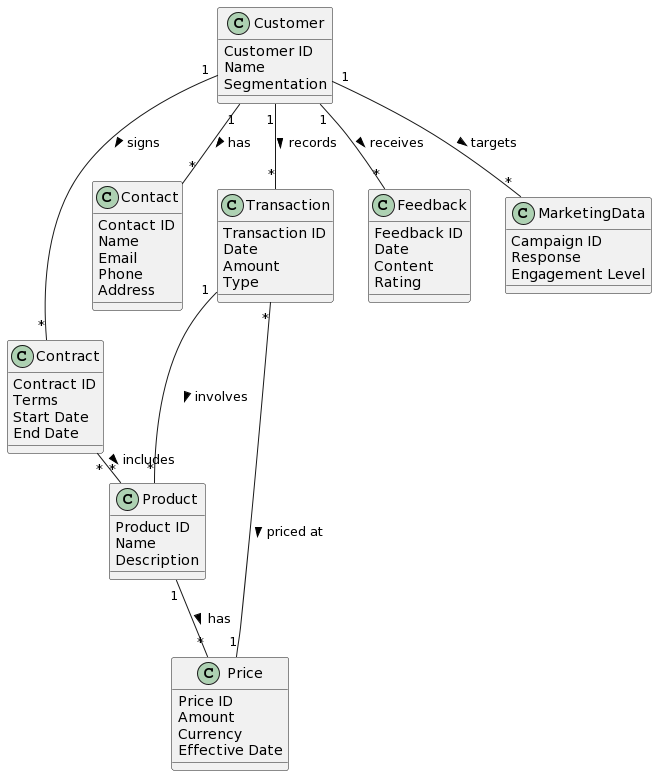 C Customer
Customer ID
Name
Segmentation
1
1
1
1
1
signs
has
records
receives
targets
*
*
*
*
C Contact
Contact ID
Name
Email
Phone
Address
C Transaction
Transaction ID
Date
Amount
Type
C Feedback
Feedback ID
Date
Content
Rating
C MarketingData
Campaign ID
Response
Engagement Level
1
*
*
C Contract
Contract ID
Terms
Start Date
End Date
involves
* *
includes
*
C Product
Product ID
Name
Description
priced at
1
has
*
1
C Price
Price ID
Amount
Currency
Effective Date